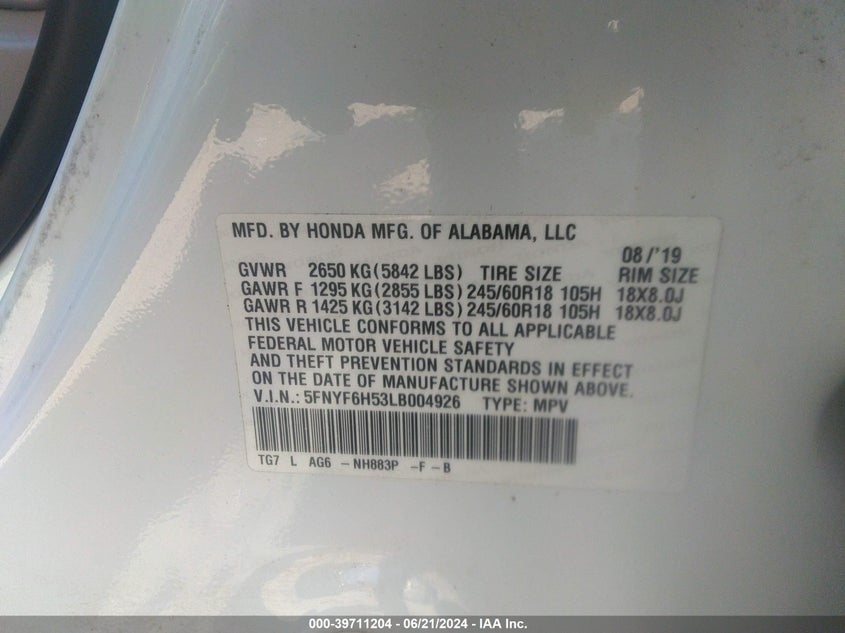 MFD. BY HONDA MFG. OF ALABAMA, LLC
08/'19
GVWR 2650 KG(5842 LBS) TIRE SIZE RIM SIZE
GAWR F 1295 KG(2855 LBS) 245/60R18 105H 18X8.0J
GAWR R 1425 KG(3142 LBS) 245/60R18 105H 18X8.0J
THIS VEHICLE CONFORMS TO ALL APPLICABLE
FEDERAL MOTOR VEHICLE SAFETY
AND THEFT PREVENTION STANDARDS IN EFFECT
ON THE DATE OF MANUFACTURE SHOWN ABOVE.
V.I.N.: 5FNYF6H53LB004926 TYPE: MPV
TG7 L AG6 -NH883P -F-B
000-39711204 - 06/21/2024 - IAA Inc.